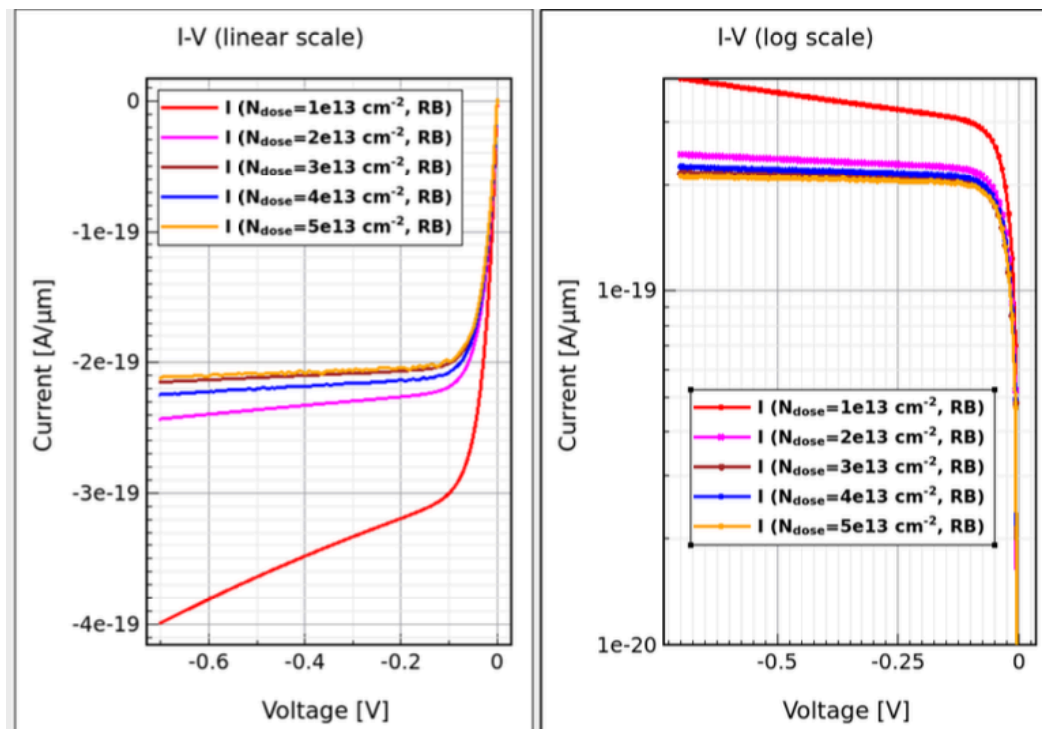 I-V (linear scale)
0
-1e-19
-2e-19
-3e-19
-4e-19
Current [A/μm]
I (Ndose=1e13 cm-2, RB)
I (Ndose=2e13 cm-2, RB)
I (Ndose=3e13 cm-2, RB)
I (Ndose=4e13 cm-2, RB)
I (Ndose=5e13 cm-2, RB)
-0.6
-0.4
-0.2
0
Voltage [V]
I-V (log scale)
1e-19
1e-20
Current [A/μm]
I (Ndose=1e13 cm-2, RB)
I (Ndose=2e13 cm-2, RB)
I (Ndose=3e13 cm-2, RB)
I (Ndose=4e13 cm-2, RB)
I (Ndose=5e13 cm-2, RB)
-0.5
-0.25
0
Voltage [V]